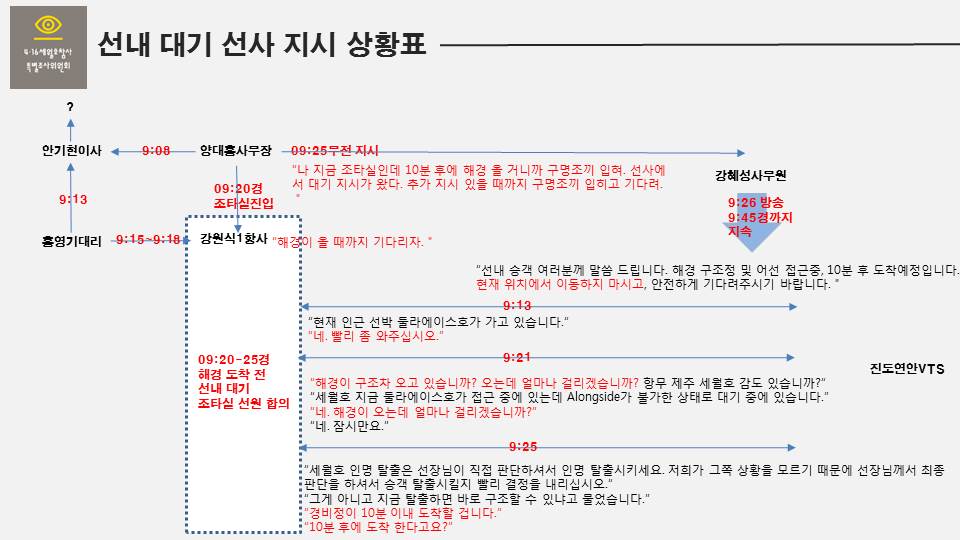 4·16세월호참사
특별조사위원회
선내 대기 선사 지시 상황표
?
안기현이사
9:08
양대홍사무장
09:25무전 지시
"나 지금 조타실인데 10분 후에 해경 올 거니까 구명조끼 입혀. 선사에
서 대기 지시가 왔다. 추가 지시 있을 때까지 구명조끼 입히고 기다려.
"
강혜성사무원
9:13
09:20경
조타실진입
9:26 방송
9:45경까지
지속
홍영기대리
9:15~9:18
강원식1항사
"해경이 올 때까지 기다리자. "
"선내 승객 여러분께 말씀 드립니다. 해경 구조정 및 어선 접근중, 10분 후 도착예정입니다.
현재 위치에서 이동하지 마시고, 안전하게 기다려주시기 바랍니다. "
9:13
"현재 인근 선박 둘라에이스호가 가고 있습니다."
"네. 빨리 좀 와주십시오."
9:21
09:20-25경
해경 도착 전
선내 대기
조타실 선원 합의
진도연안VTS
"해경이 구조차 오고 있습니까? 오는데 얼마나 걸리겠습니까? 항무 제주 세월호 감도 있습니까?"
"세월호 지금 둘라에이스호가 접근 중에 있는데 Alongside가 불가한 상태로 대기 중에 있습니다."
"네. 해경이 오는데 얼마나 걸리겠습니까?"
"네. 잠시만요."
9:25
"세월호 인명 탈출은 선장님이 직접 판단하셔서 인명 탈출시키세요. 저희가 그쪽 상황을 모르기 때문에 선장님께서 최종
판단을 하셔서 승객 탈출시킬지 빨리 결정을 내리십시오."
"그게 아니고 지금 탈출하면 바로 구조할 수 있냐고 물었습니다."
"경비정이 10분 이내 도착할 겁니다."
"10분 후에 도착 한다고요?"